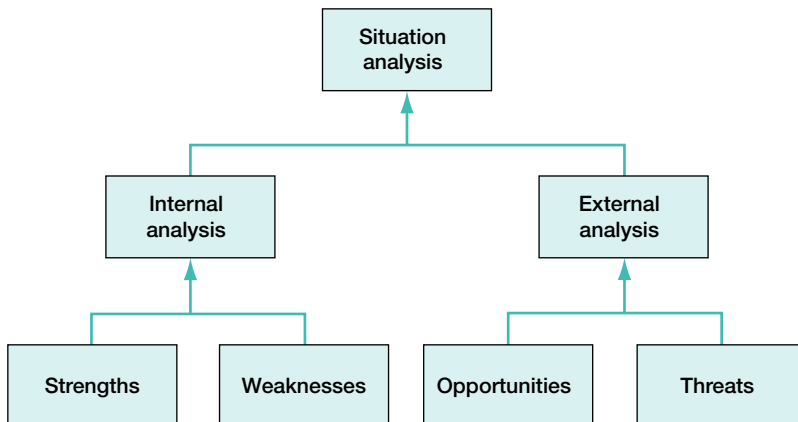 Situation
analysis
Internal
analysis
External
analysis
Strengths
Weaknesses
Opportunities
Threats